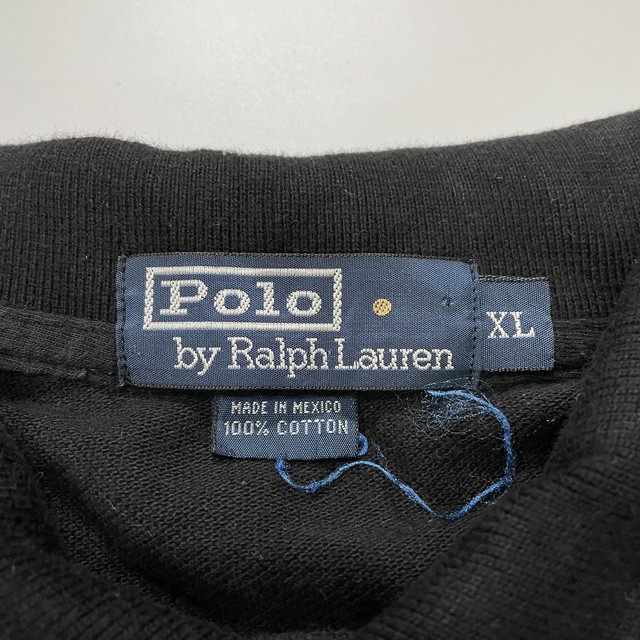 Polo
by Ralph Lauren
XL
MADE IN MEXICO
100% COTTON